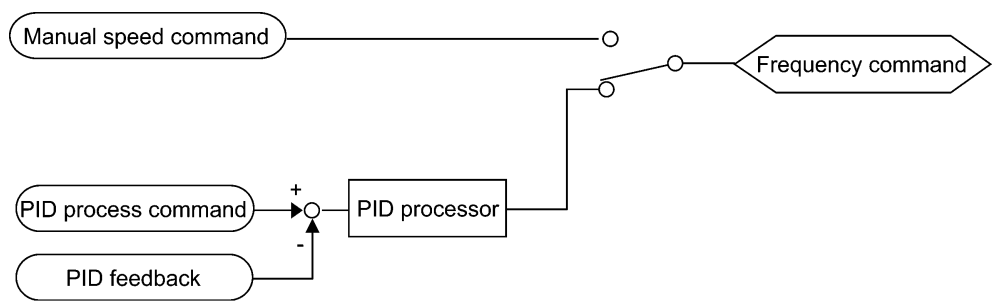 Manual speed command
Frequency command
+
PID process command
PID processor
-
PID feedback